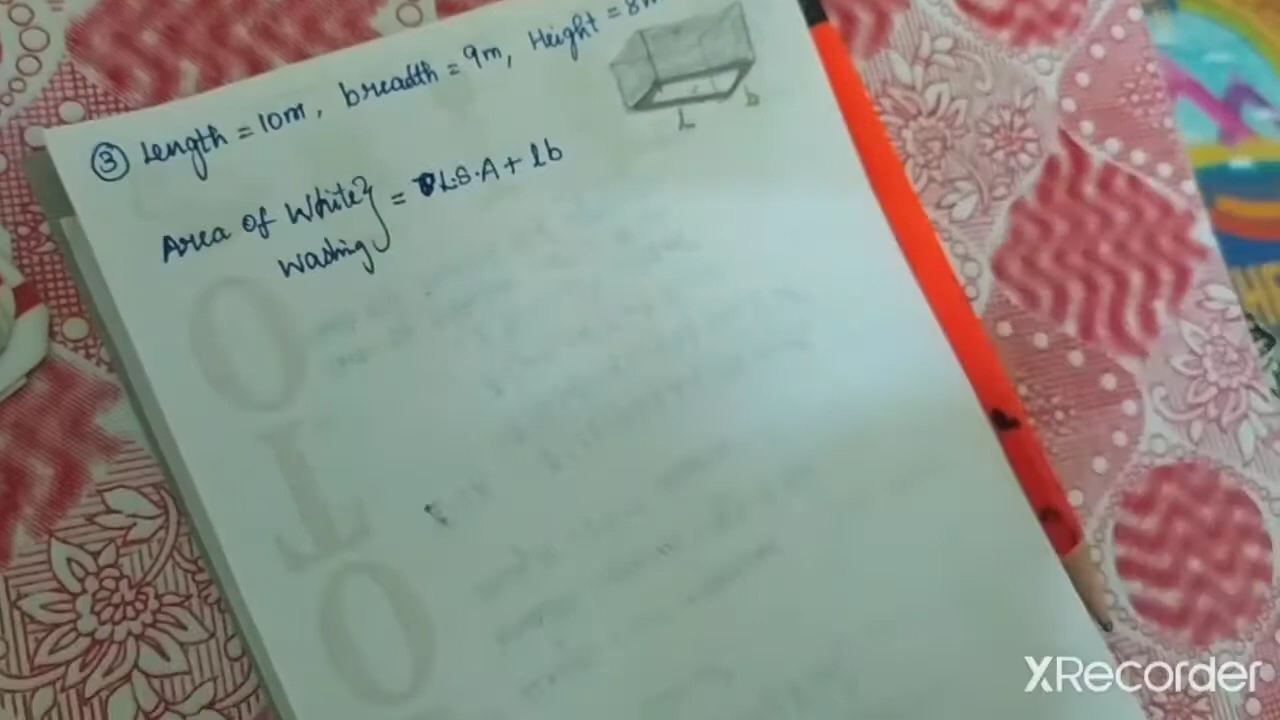 ③ Length = 10m, breadth = 9m, Height = 8m
L b
Area of White} = L.S.A + lb
washing
XRecorder